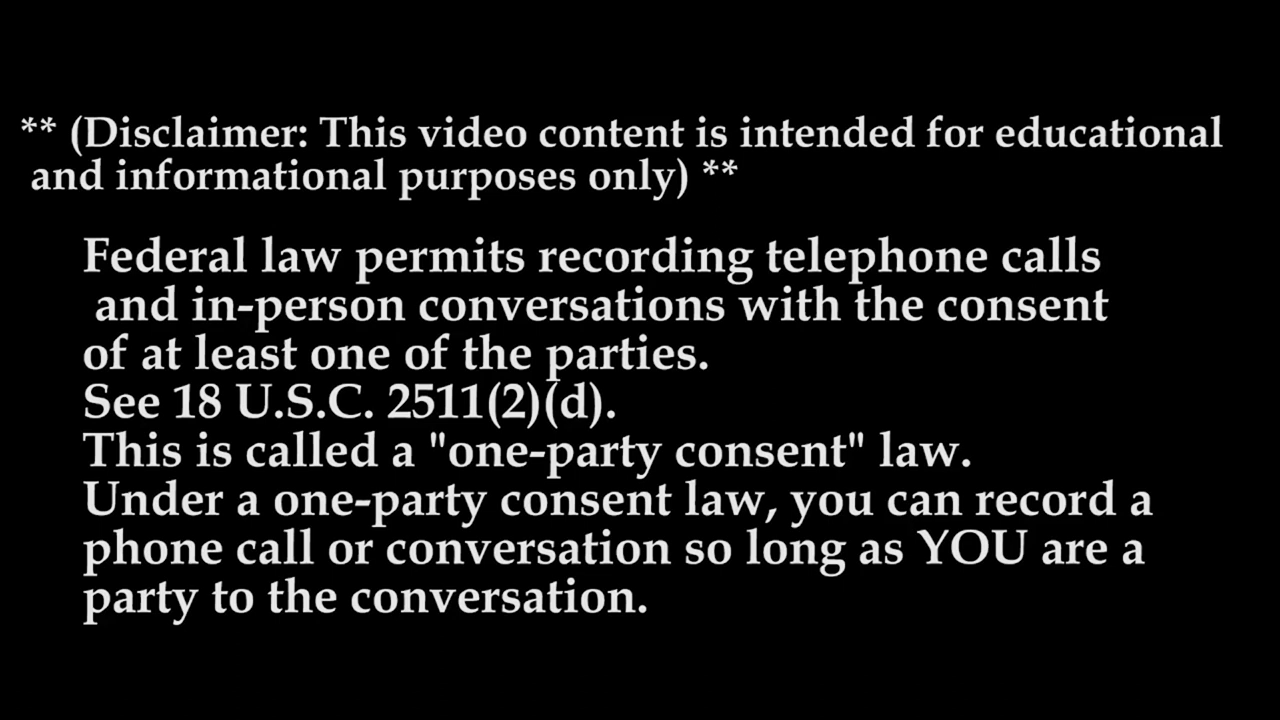 ** (Disclaimer: This video content is intended for educational
and informational purposes only) **
Federal law permits recording telephone calls
and in-person conversations with the consent
of at least one of the parties.
See 18 U.S.C. 2511(2)(d).
This is called a "one-party consent" law.
Under a one-party consent law, you can record a
phone call or conversation so long as YOU are a
party to the conversation.